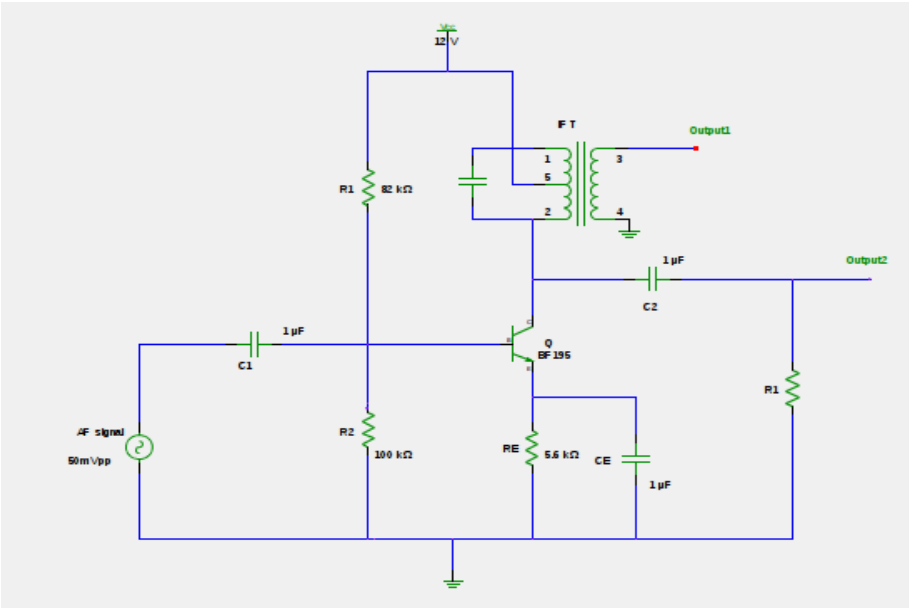 Vcc
12 V
IFT
Output1
1
3
R1
82 kΩ
5
2
4
1 µF
Output2
C2
1 µF
C
B
Q
BF195
C1
E
R1
AF signal
R2
50mVpp
100 kΩ
RE
5.6 kΩ
CE
1 µF